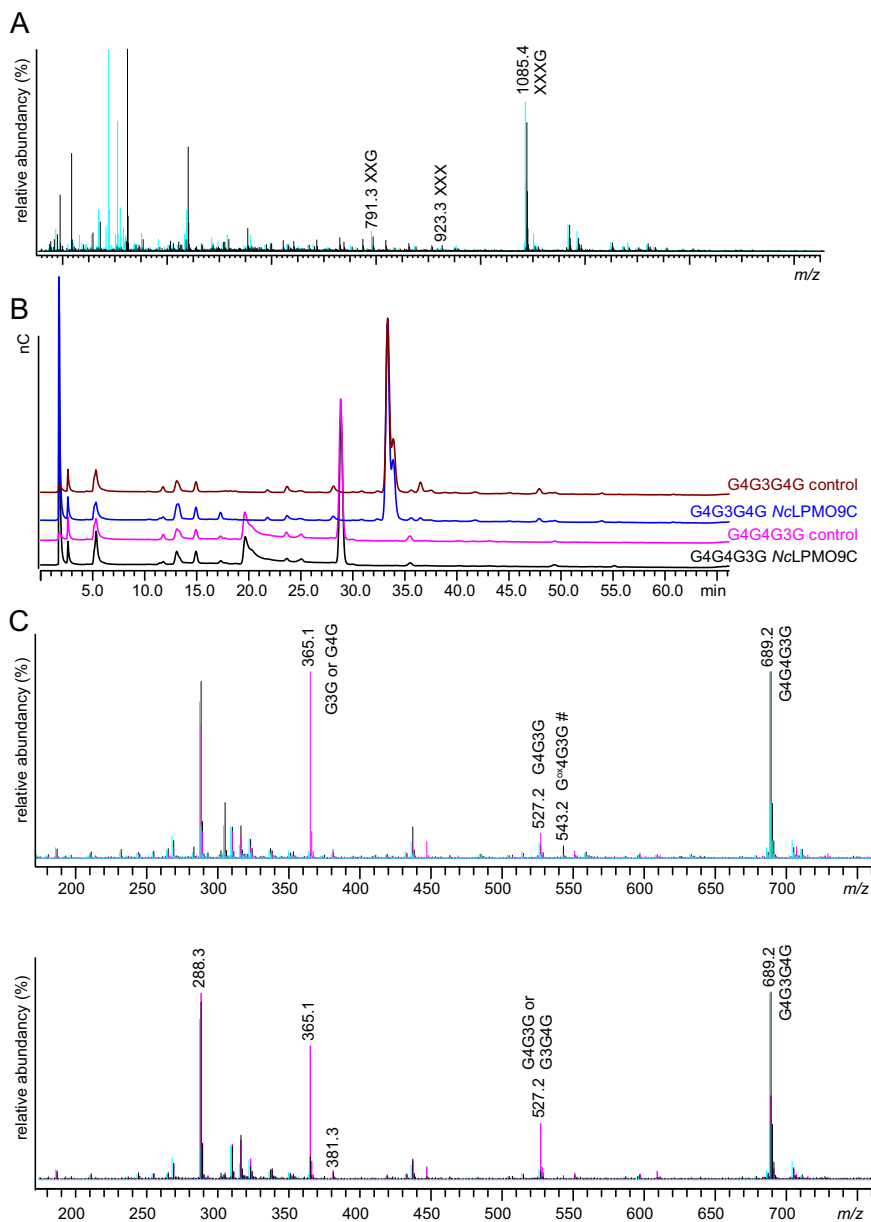 A
relative abundancy (%)
791.3 XXG
923.3 XXX
1085.4
XXXG
m/z
B
nC
G4G3G4G control
G4G3G4G NcLPMO9C
G4G4G3G control
G4G4G3G NcLPMO9C
5.0 10.0 15.0 20.0 25.0 30.0 35.0 40.0 45.0 50.0 55.0 60.0 min
C
relative abundancy (%)
365.1
G3G or G4G
527.2 G4G3G
543.2 Gᵒˣ4G3G #
689.2
G4G4G3G
200 250 300 350 400 450 500 550 600 650 700 m/z
relative abundancy (%)
288.3
365.1
381.3
G4G3G or
527.2 G3G4G
689.2
G4G3G4G
200 250 300 350 400 450 500 550 600 650 700 m/z